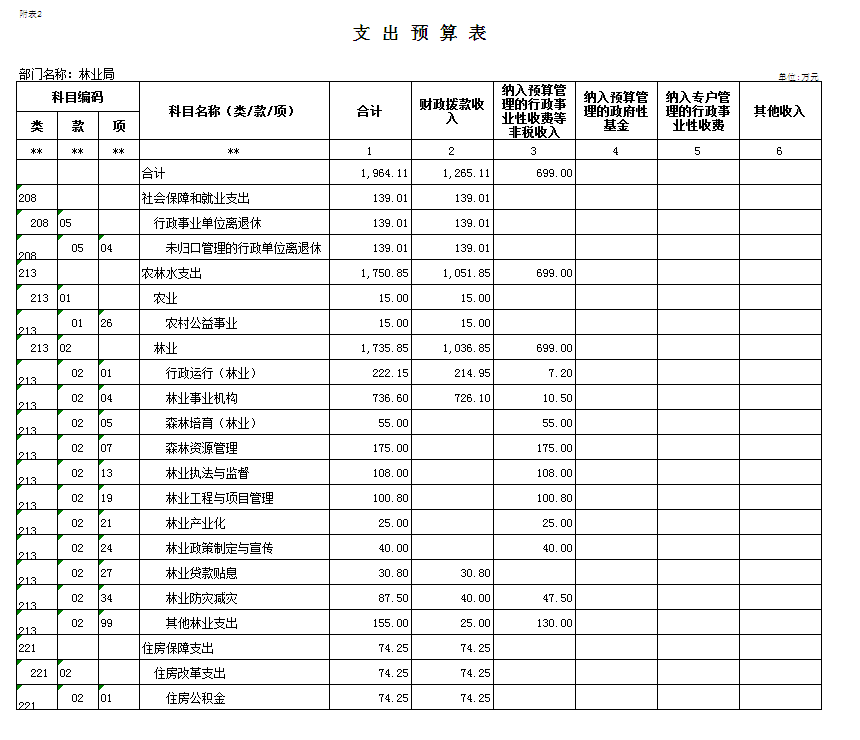 附表2
支 出 预 算 表
部门名称：林业局
单位:万元
科目编码 科目名称（类/款/项） 合计 财政拨款收入 纳入预算管理的行政事业性收费等非税收入 纳入预算管理的政府性基金 纳入专户管理的行政事业性收费 其他收入
类 款 项
** ** ** ** 1 2 3 4 5 6
合计 1,964.11 1,265.11 699.00
208 社会保障和就业支出 139.01 139.01
208 05 行政事业单位离退休 139.01 139.01
208 05 04 未归口管理的行政单位离退休 139.01 139.01
213 农林水支出 1,750.85 1,051.85 699.00
213 01 农业 15.00 15.00
213 01 26 农村公益事业 15.00 15.00
213 02 林业 1,735.85 1,036.85 699.00
213 02 01 行政运行（林业） 222.15 214.95 7.20
213 02 04 林业事业机构 736.60 726.10 10.50
213 02 05 森林培育（林业） 55.00 55.00
213 02 07 森林资源管理 175.00 175.00
213 02 13 林业执法与监督 108.00 108.00
213 02 19 林业工程与项目管理 100.80 100.80
213 02 21 林业产业化 25.00 25.00
213 02 24 林业政策制定与宣传 40.00 40.00
213 02 27 林业贷款贴息 30.80 30.80
213 02 34 林业防灾减灾 87.50 40.00 47.50
213 02 99 其他林业支出 155.00 25.00 130.00
221 住房保障支出 74.25 74.25
221 02 住房改革支出 74.25 74.25
221 02 01 住房公积金 74.25 74.25